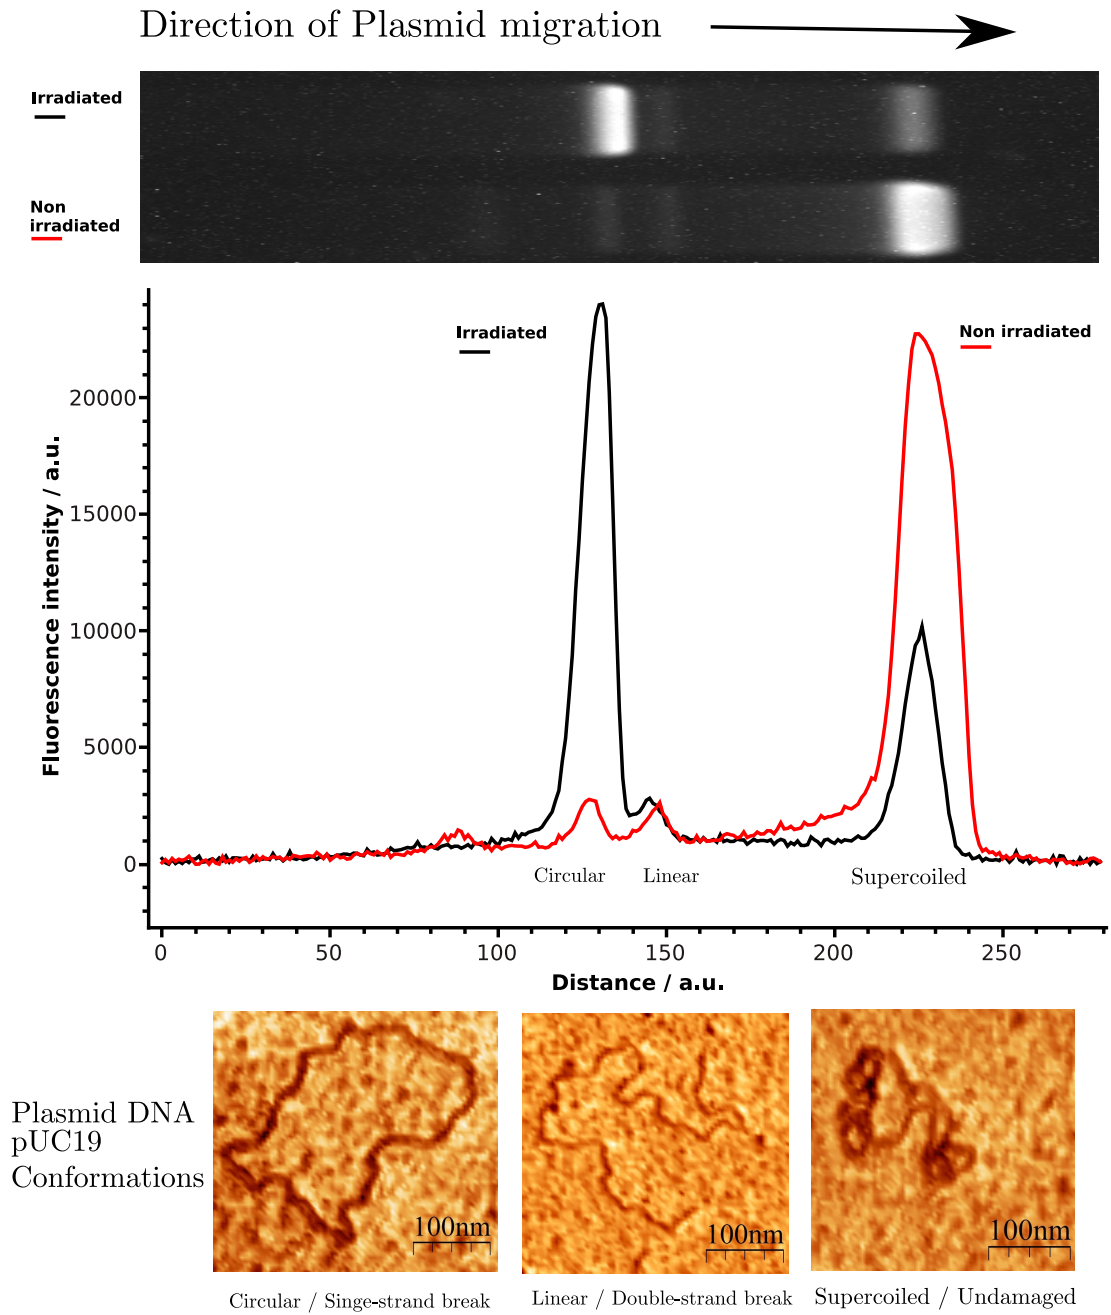 Direction of Plasmid migration
Irradiated
Non
irradiated
Irradiated
Non irradiated
Fluorescence intensity / a.u.
20000
15000
10000
5000
0
Circular
Linear
Supercoiled
0
50
100
150
200
250
Distance / a.u.
Plasmid DNA
pUC19
Conformations
100nm
100nm
100nm
Circular / Singe-strand break
Linear / Double-strand break
Supercoiled / Undamaged